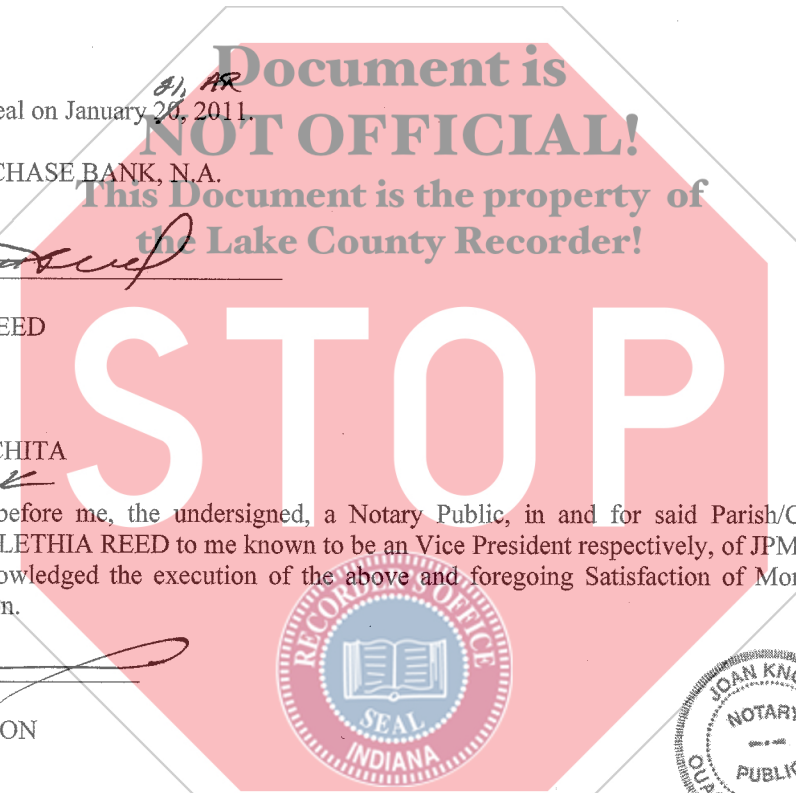 Document is
21, AR
eal on January 20, 2011.
NOT OFFICIAL!
CHASE BANK, N.A.
This Document is the property of
the Lake County Recorder!
EED
STOP
CHITA
before me, the undersigned, a Notary Public, in and for said Parish/C
LETHIA REED to me known to be an Vice President respectively, of JPM
owledged the execution of the above and foregoing Satisfaction of Mor
n.
RECORDER'S OFFICE
SEAL
INDIANA
ON
JOAN KNO
NOTARY
PUBLIC
OUA